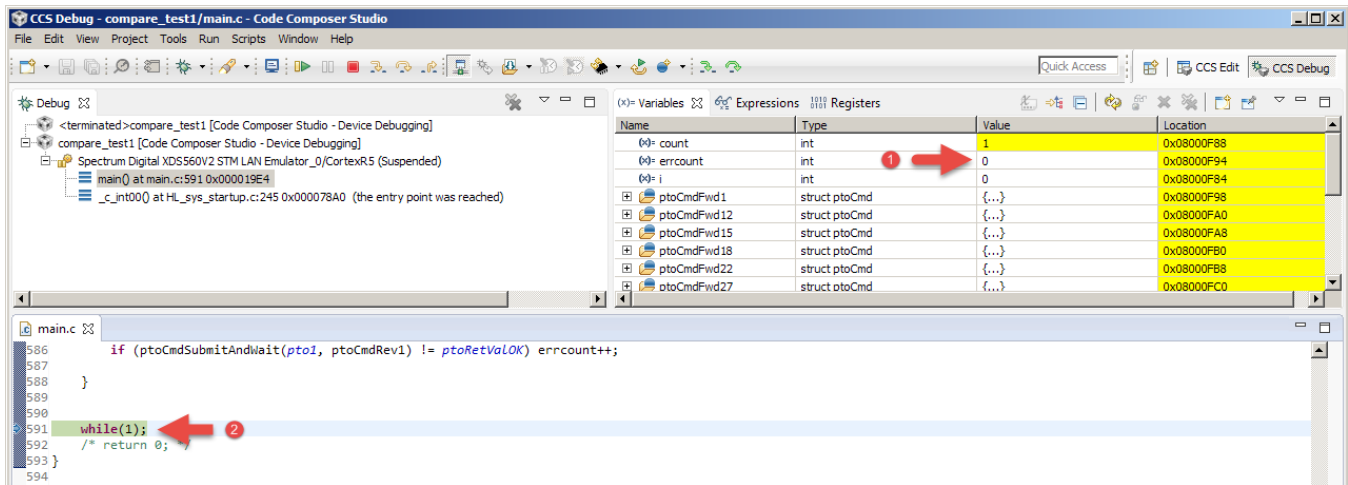 CCS Debug - compare_test1/main.c - Code Composer Studio
File Edit View Project Tools Run Scripts Window Help
Quick Access CCS Edit CCS Debug
Debug
<terminated>compare_test1 [Code Composer Studio - Device Debugging]
compare_test1 [Code Composer Studio - Device Debugging]
Spectrum Digital XDS560V2 STM LAN Emulator_0/CortexR5 (Suspended)
main() at main.c:591 0x000019E4
_c_int00() at HL_sys_startup.c:245 0x000078A0 (the entry point was reached)
(x)= Variables Expressions 1010 0101 Registers
Name Type Value Location
(x)= count int 1 0x08000F88
(x)= errcount int 1 0 0x08000F94
(x)= i int 0 0x08000F84
ptoCmdFwd1 struct ptoCmd {...} 0x08000F98
ptoCmdFwd12 struct ptoCmd {...} 0x08000FA0
ptoCmdFwd15 struct ptoCmd {...} 0x08000FA8
ptoCmdFwd18 struct ptoCmd {...} 0x08000FB0
ptoCmdFwd22 struct ptoCmd {...} 0x08000FB8
ptoCmdFwd27 struct ptoCmd {...} 0x08000FC0
main.c
586 if (ptoCmdSubmitAndWait(pto1, ptoCmdRev1) != ptoRetValOK) errcount++;
587
588 }
589
590
591 while(1); 2
592 /* return 0; */
593 }
594